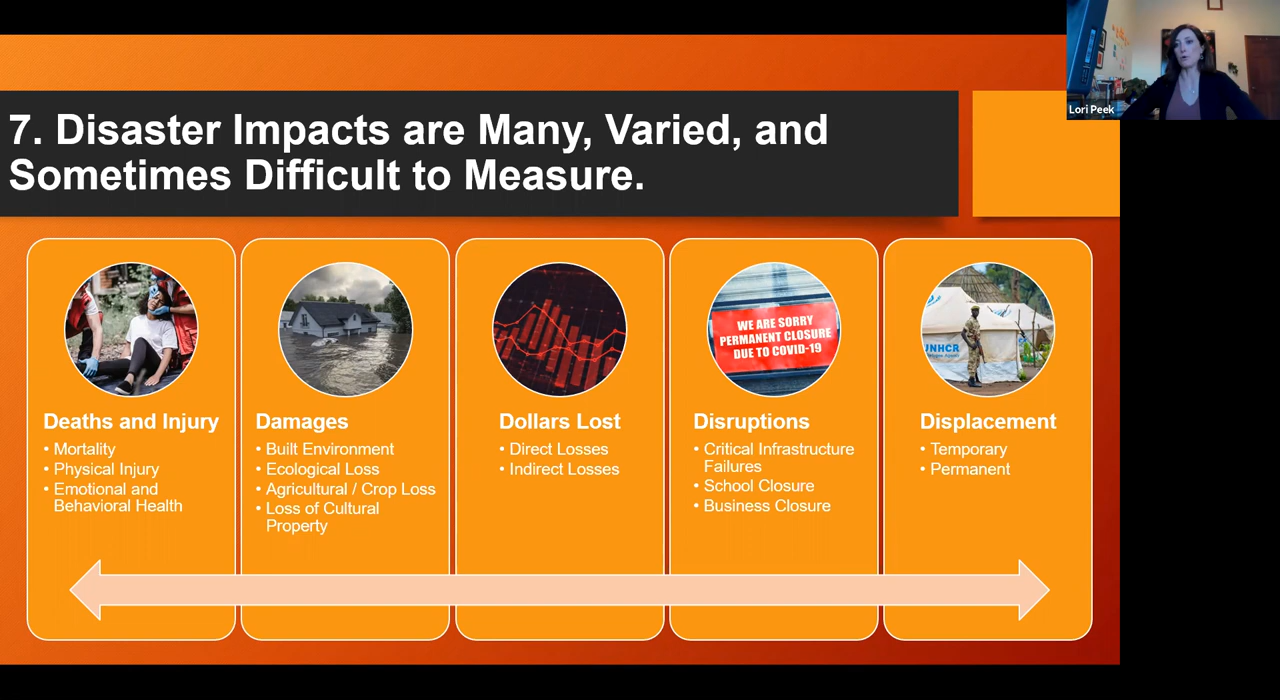 Lori Peek
7. Disaster Impacts are Many, Varied, and
Sometimes Difficult to Measure.
WE ARE SORRY
PERMANENT CLOSURE
DUE TO COVID-19
UNHCR
Deaths and Injury
• Mortality
• Physical Injury
• Emotional and
Behavioral Health
Damages
• Built Environment
• Ecological Loss
• Agricultural / Crop Loss
• Loss of Cultural
Property
Dollars Lost
• Direct Losses
• Indirect Losses
Disruptions
• Critical Infrastructure
Failures
• School Closure
• Business Closure
Displacement
• Temporary
• Permanent